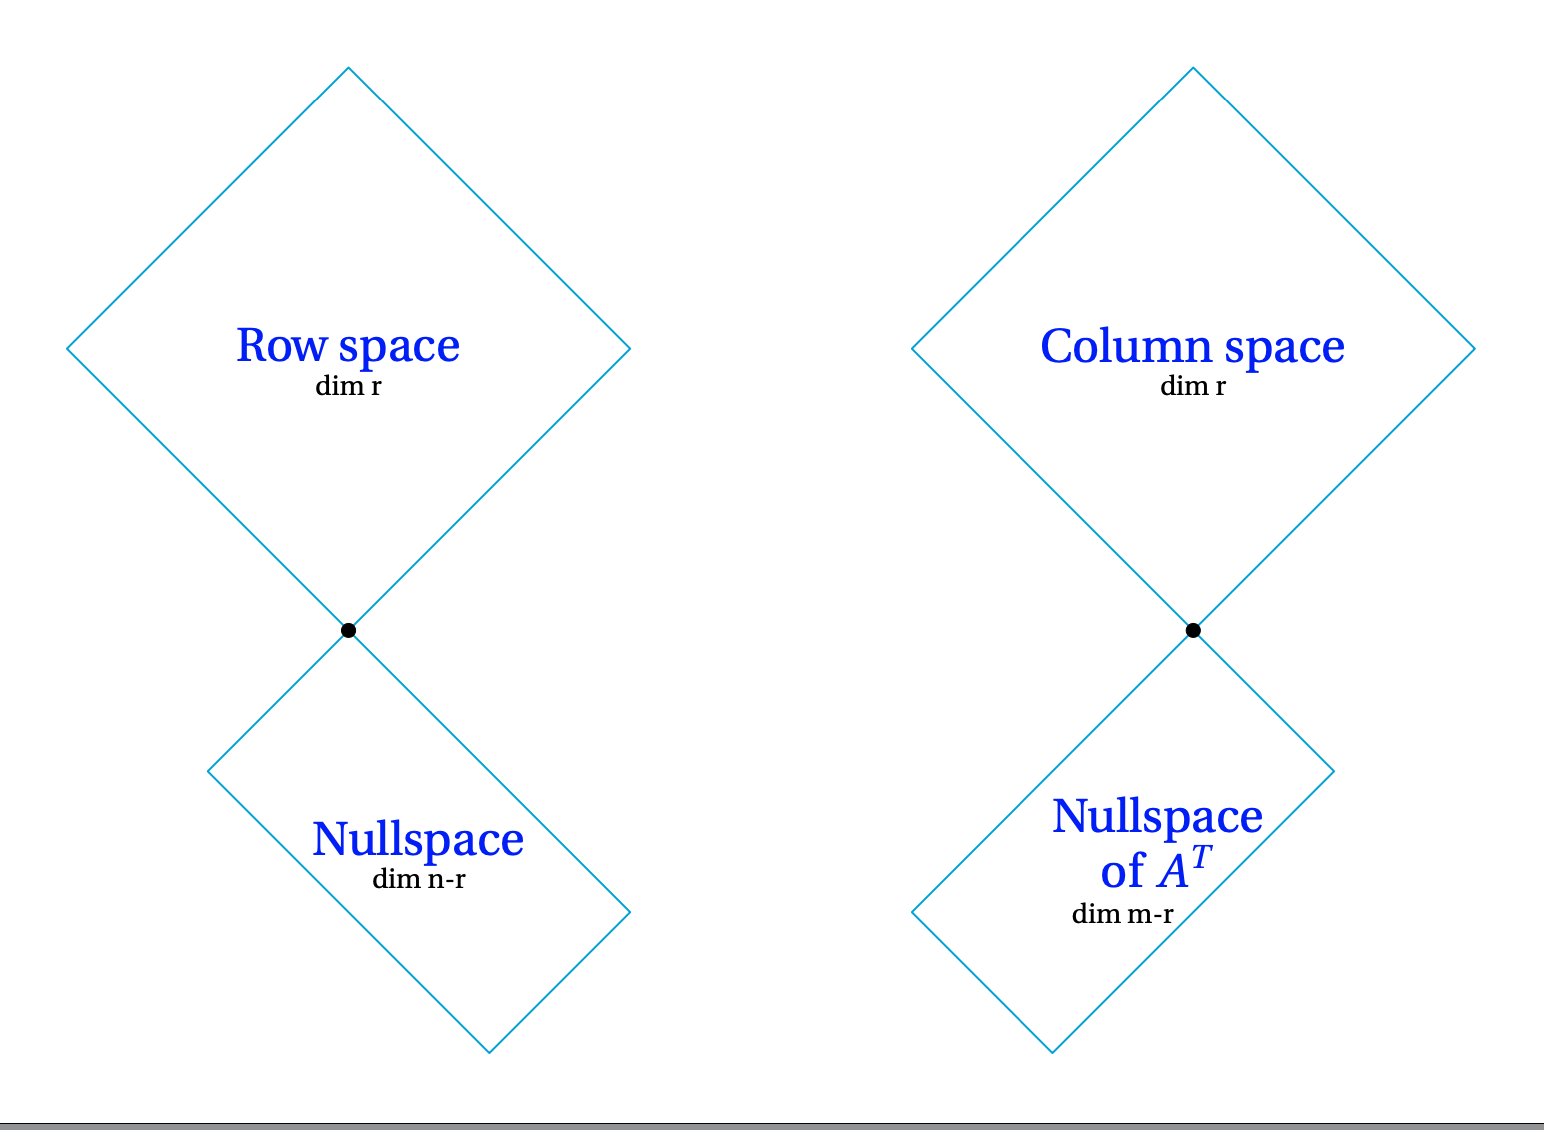 Row space
dim r
Column space
dim r
Nullspace
dim n-r
Nullspace
of $A^T$
dim m-r